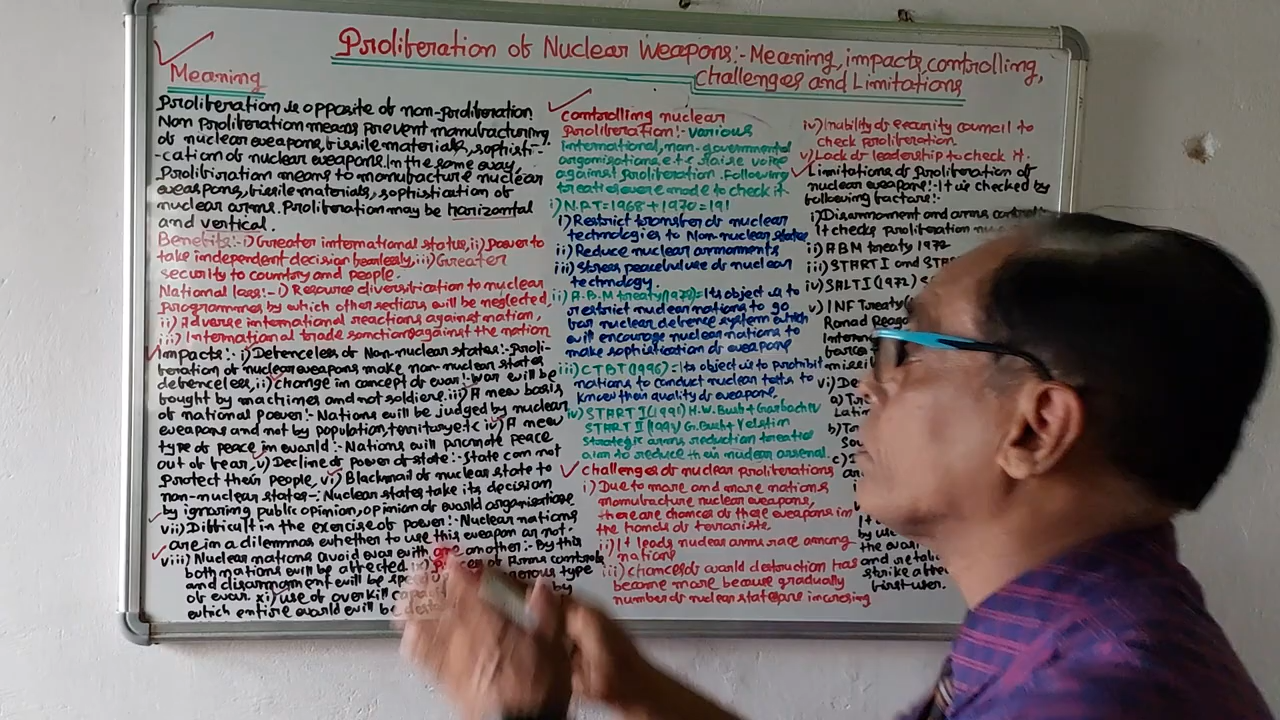 Proliferation of Nuclear Weapons:- Meaning, impacts, controlling,
challenges and Limitations
Meaning
Proliferation is opposite of non-proliferation
Non proliferation means prevent manufacturing
of nuclear weapons, fissile materials, sophisti-
-cation of nuclear weapons. In the same way
Proliferation means to manufacture nuclear
weapons, fissile materials, sophistication of
nuclear arms. Proliferation may be horizontal
and vertical.
Benefits:- i) Greater international status, ii) Power to
take independent decision fearlessly, iii) Greater
security to country and people.
National loss:- i) Resource diversification to nuclear
Programmes by which other sections will be neglected,
ii) Adverse international reactions against nation,
iii) International trade sanction against the nation
Impacts:- i) Defenceless of Non-nuclear states:- Proli-
feration of nuclear weapons make non-nuclear states
defenceless, ii) change in concept of war:- War will be
fought by machines and not soldiers. iii) A new basis
of national power:- Nations will be judged by nuclear
weapons and not by population, territory etc iv) A new
type of peace in world:- Nations will promote peace
out of fear, v) Decline of power of state:- State can not
protect their people, vi) Blackmail of nuclear state to
non-nuclear states-: Nuclear states take its decision
by ignoring public opinion, opinion of world organisations
vii) Difficult in the exercise of power:- Nuclear nations
are in a dilemmas whether to use this weapon or not.
viii) Nuclear nations avoid war with another:- By this
both nations will be affected. of Arms controls
and disarmament will be type
of war. xi) use of overkill by
which entire world will be
controlling nuclear
Proliferation:- various
International, non-governmental
organisations, etc raise voice
against proliferation. Following
treaties were made to check it
i) N.P.T=1968+1970=191
i) Restrict transfer of nuclear
technologies to Non-nuclear states
ii) Reduce nuclear armaments
iii) Stress peaceful use of nuclear
technology.
ii) A.B.M treaty= Its object is to
restrict nuclear nations to go
for nuclear defence system which
will encourage nuclear nations to
make sophistication of weapons
iii) CTBT(1996)= Its object is to prohibit
nations to conduct nuclear tests to
know their quality of weapons.
iv) START I (1991) H.W. Bush+Gorbachev
START II G.Bush+Yelstin
Strategic arms reduction treaties
aim to reduce their nuclear arsenal.
challenges of nuclear proliferations
i) Due to more and more nations
manufacture nuclear weapons,
there are chances of these weapons in
the hands of terrorists.
ii) It leads nuclear arms race among
nations
iii) chances of world destruction has
become more because gradually
number of nuclear states are increasing
iv) Inability of security council to
check proliferation.
v) Lack of leadership to check it.
Limitations of Proliferation of
nuclear weapons:- It is checked by
following factors:-
i) Disarmament and arms
It checks proliferation
ii) ABM treaty 1972
iii) START I and
iv) SALT I (1972)
v) INF Treaty
Ronad
vi)
a)
b)
c)
and
by
the
and
strike after
first-use.